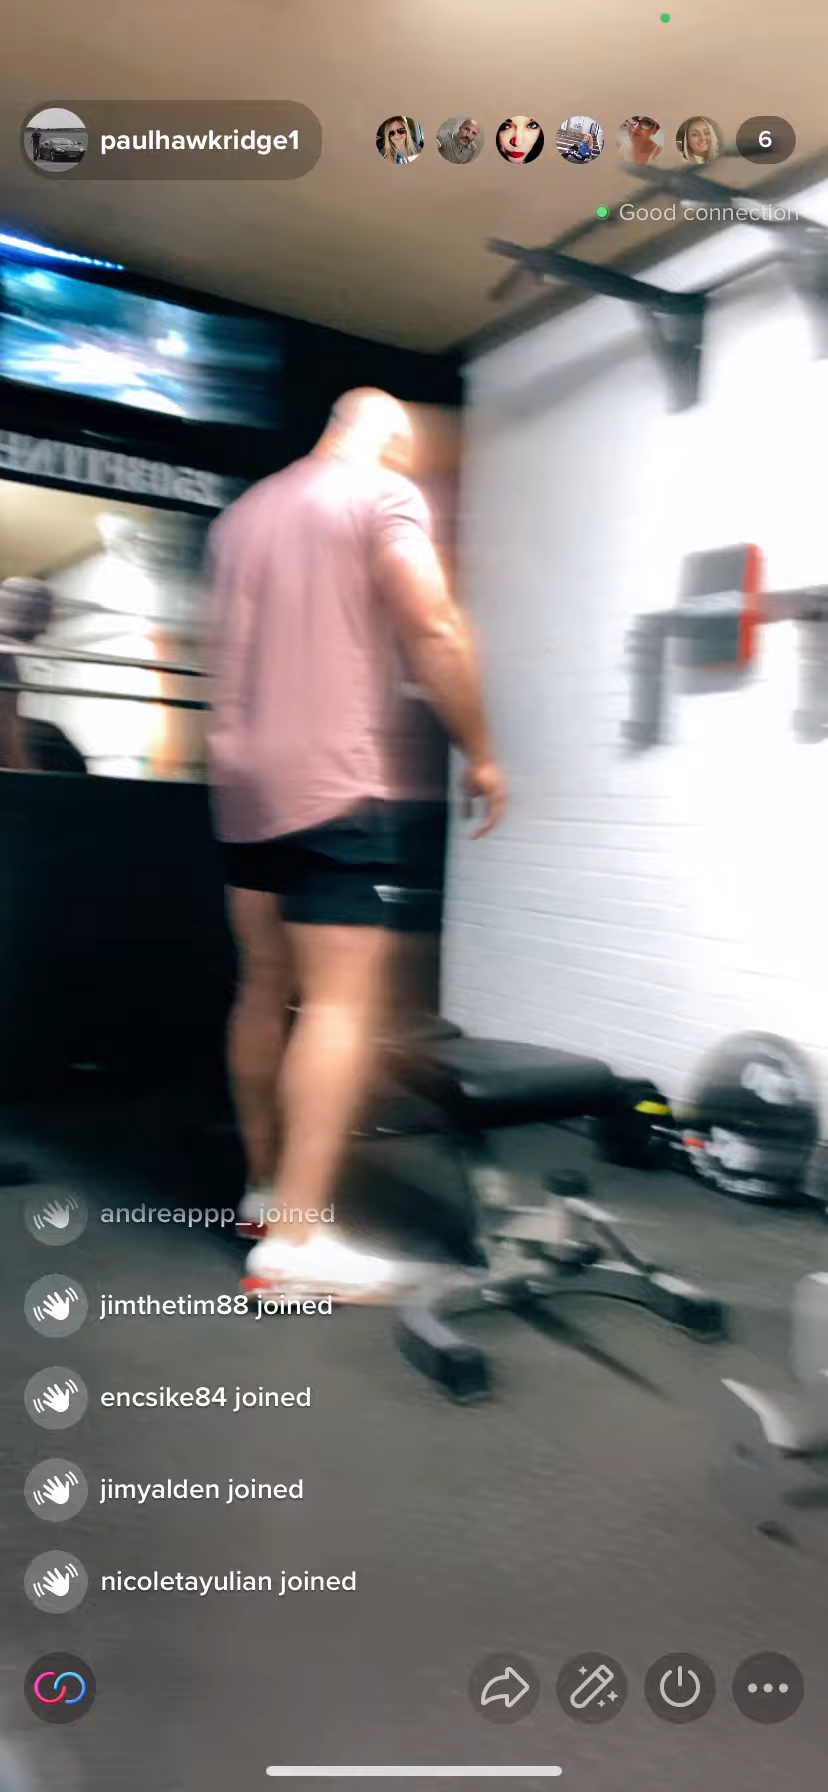 paulhawkridge1
6
Good connection
andreappp_ joined
jimthetim88 joined
encsike84 joined
jimyalden joined
nicoletayulian joined